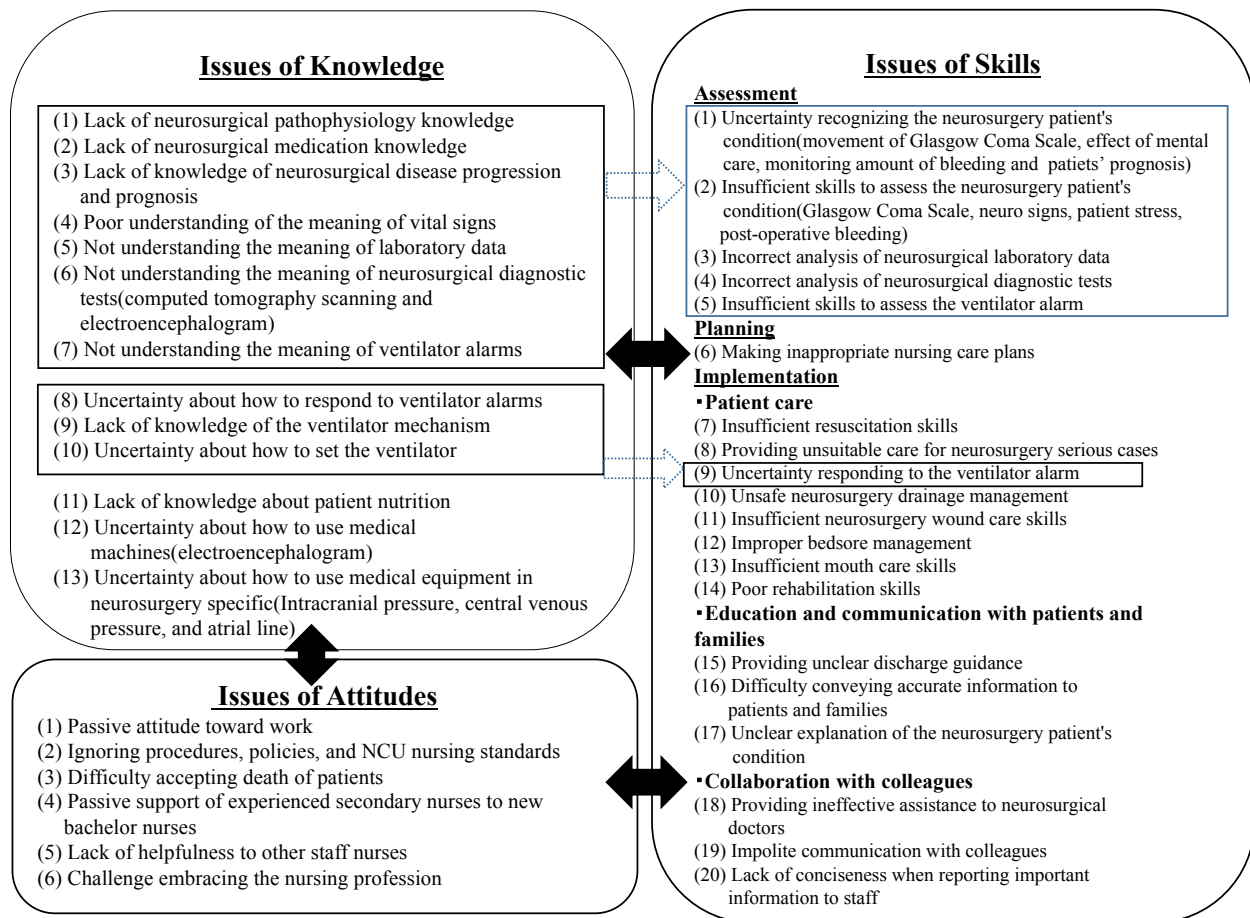 Issues of Knowledge
(1) Lack of neurosurgical pathophysiology knowledge
(2) Lack of neurosurgical medication knowledge
(3) Lack of knowledge of neurosurgical disease progression
and prognosis
(4) Poor understanding of the meaning of vital signs
(5) Not understanding the meaning of laboratory data
(6) Not understanding the meaning of neurosurgical diagnostic
tests(computed tomography scanning and
electroencephalogram)
(7) Not understanding the meaning of ventilator alarms
(8) Uncertainty about how to respond to ventilator alarms
(9) Lack of knowledge of the ventilator mechanism
(10) Uncertainty about how to set the ventilator
(11) Lack of knowledge about patient nutrition
(12) Uncertainty about how to use medical
machines(electroencephalogram)
(13) Uncertainty about how to use medical equipment in
neurosurgery specific(Intracranial pressure, central venous
pressure, and atrial line)
Issues of Attitudes
(1) Passive attitude toward work
(2) Ignoring procedures, policies, and NCU nursing standards
(3) Difficulty accepting death of patients
(4) Passive support of experienced secondary nurses to new
bachelor nurses
(5) Lack of helpfulness to other staff nurses
(6) Challenge embracing the nursing profession
Issues of Skills
Assessment
(1) Uncertainty recognizing the neurosurgery patient's
condition(movement of Glasgow Coma Scale, effect of mental
care, monitoring amount of bleeding and patiets’ prognosis)
(2) Insufficient skills to assess the neurosurgery patient's
condition(Glasgow Coma Scale, neuro signs, patient stress,
post-operative bleeding)
(3) Incorrect analysis of neurosurgical laboratory data
(4) Incorrect analysis of neurosurgical diagnostic tests
(5) Insufficient skills to assess the ventilator alarm
Planning
(6) Making inappropriate nursing care plans
Implementation
・Patient care
(7) Insufficient resuscitation skills
(8) Providing unsuitable care for neurosurgery serious cases
(9) Uncertainty responding to the ventilator alarm
(10) Unsafe neurosurgery drainage management
(11) Insufficient neurosurgery wound care skills
(12) Improper bedsore management
(13) Insufficient mouth care skills
(14) Poor rehabilitation skills
・Education and communication with patients and
families
(15) Providing unclear discharge guidance
(16) Difficulty conveying accurate information to
patients and families
(17) Unclear explanation of the neurosurgery patient's
condition
・Collaboration with colleagues
(18) Providing ineffective assistance to neurosurgical
doctors
(19) Impolite communication with colleagues
(20) Lack of conciseness when reporting important
information to staff